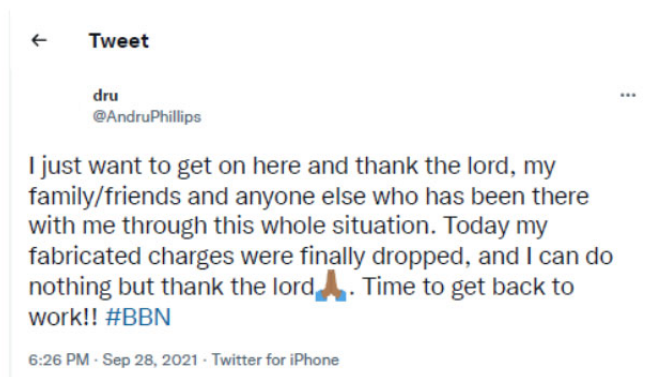 ← Tweet
dru
@AndruPhillips
I just want to get on here and thank the lord, my
family/friends and anyone else who has been there
with me through this whole situation. Today my
fabricated charges were finally dropped, and I can do
nothing but thank the lord🙏🏾. Time to get back to
work!! #BBN
6:26 PM · Sep 28, 2021 · Twitter for iPhone